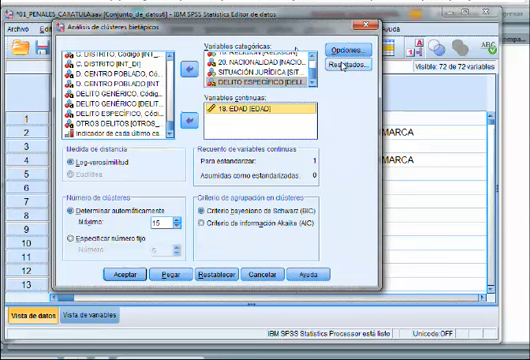 *01_PENALES_CARATULA.sav [Conjunto_de_datos1] - IBM SPSS Statistics Editor de datos
Archivo
Ayuda
Visible: 72 de 72 variables
Análisis de clústeres bietápicos
C. DISTRITO, Código [INT_
D. DISTRITO [INT_DI]
C. CENTRO POBLADO, Có...
D. CENTRO POBLADO [INT...
DELITO GENÉRICO, Código
DELITO GENÉRICO [DELIT...
DELITO ESPECÍFICO, Códig
OTROS DELITOS [OTROS_
Indicador de cada último ca...
Variables categóricas:
20. NACIONALIDAD [NACIO...
SITUACIÓN JURÍDICA [SIT...
DELITO ESPECÍFICO [DELI...
Opciones...
Resultados...
Variables continuas:
18. EDAD [EDAD]
Medida de distancia
Log-verosimilitud
Euclídea
Recuento de variables continuas
Para estandarizar: 1
Asumidas como estandarizadas: 0
Número de clústeres
Determinar automáticamente
Máximo: 15
Especificar número fijo
Número: 5
Criterio de agrupación en clústeres
Criterio bayesiano de Schwarz (BIC)
Criterio de información Akaike (AIC)
Aceptar
Pegar
Restablecer
Cancelar
Ayuda
1
2
MARCA
3
4
MARCA
5
6
7
8
9
10
11
12
13
Vista de datos
Vista de variables
IBM SPSS Statistics Processor está listo
Unicode:OFF